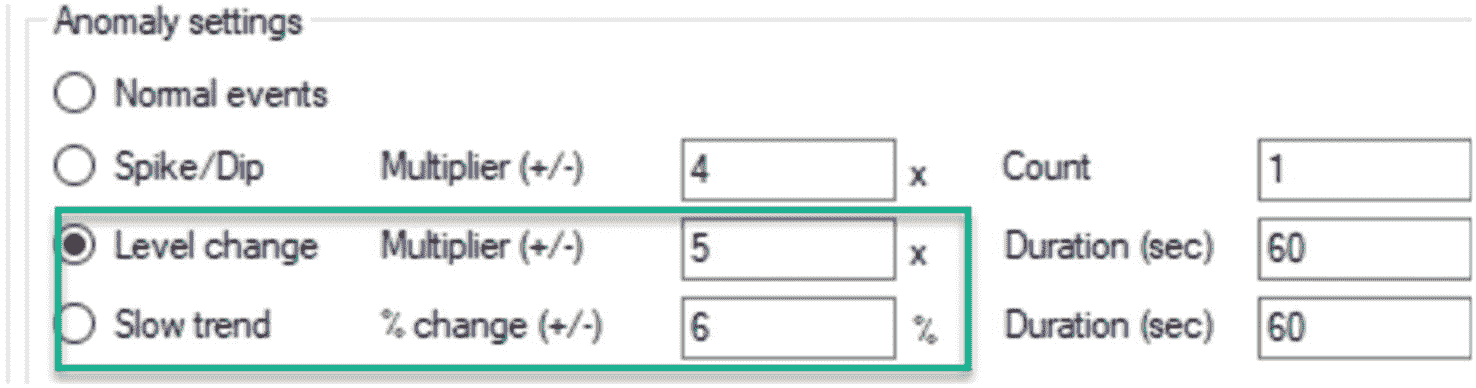 Anomaly settings
Normal events
Spike/Dip Multiplier (+/-) 4 x Count 1
Level change Multiplier (+/-) 5 x Duration (sec) 60
Slow trend % change (+/-) 6 % Duration (sec) 60